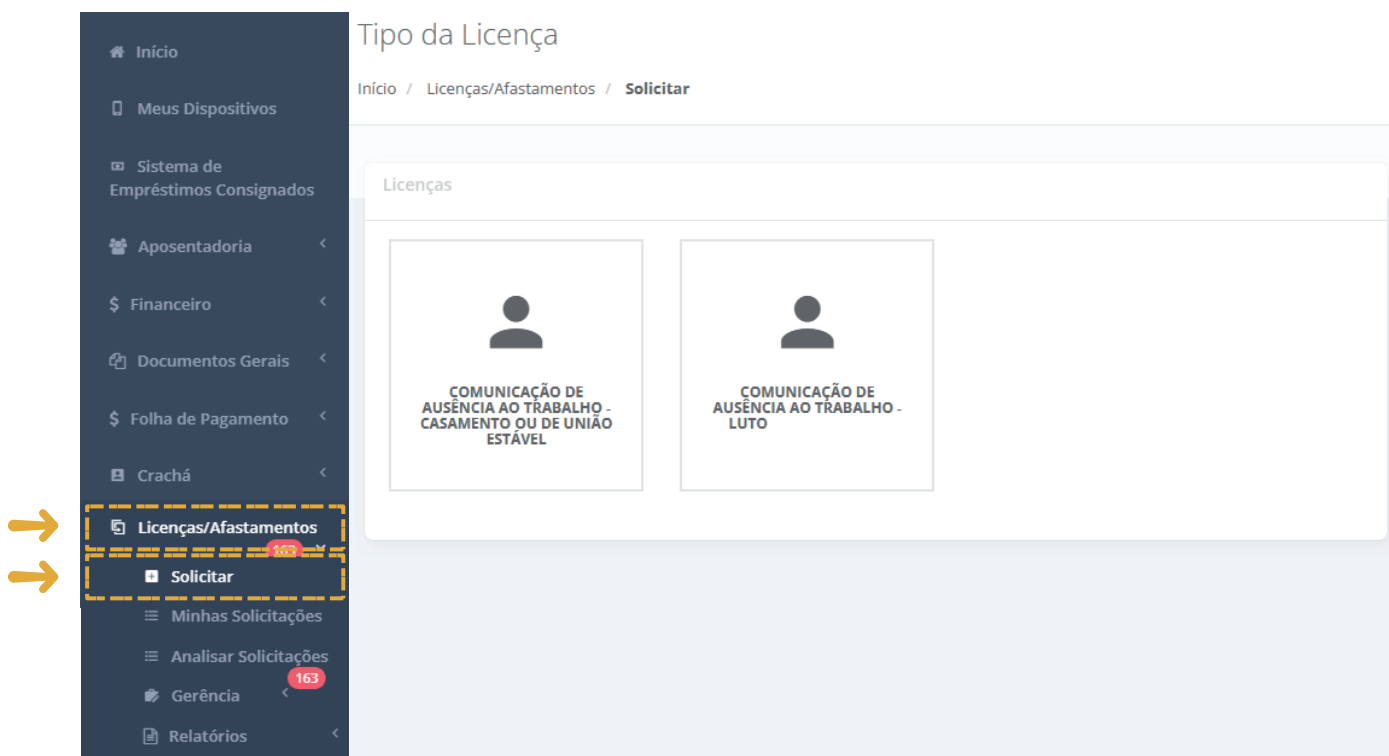 Início
Meus Dispositivos
Sistema de
Empréstimos Consignados
Aposentadoria
Financeiro
Documentos Gerais
Folha de Pagamento
Crachá
Licenças/Afastamentos
163
Solicitar
Minhas Solicitações
Analisar Solicitações
163
Gerência
Relatórios
Tipo da Licença
Início / Licenças/Afastamentos / Solicitar
Licenças
COMUNICAÇÃO DE
AUSÊNCIA AO TRABALHO -
CASAMENTO OU DE UNIÃO
ESTÁVEL
COMUNICAÇÃO DE
AUSÊNCIA AO TRABALHO -
LUTO